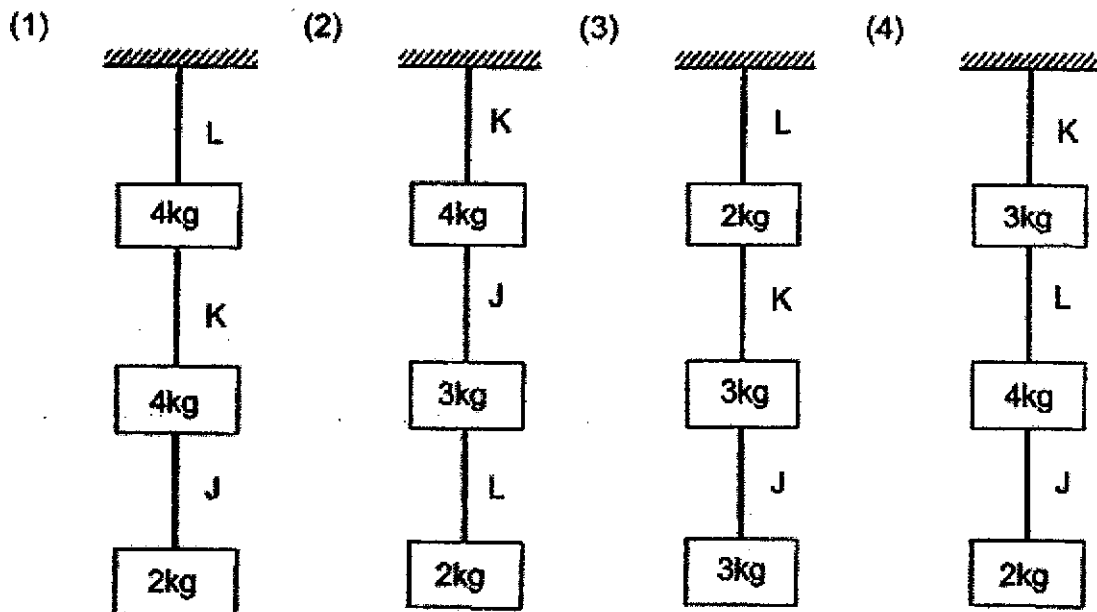 (1) (2) (3) (4)
L K L K
4kg 4kg 2kg 3kg
K J K L
4kg 3kg 3kg 4kg
J L J J
2kg 2kg 3kg 2kg